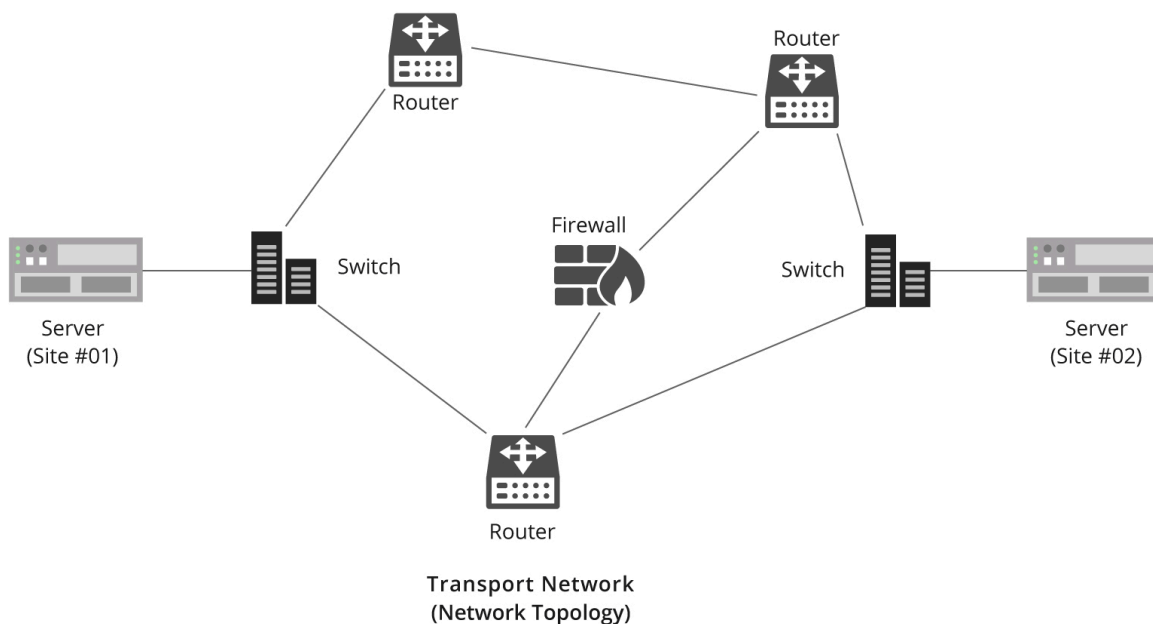 Router
Router
Firewall
Switch
Switch
Server
(Site #01)
Server
(Site #02)
Router
Transport Network
(Network Topology)